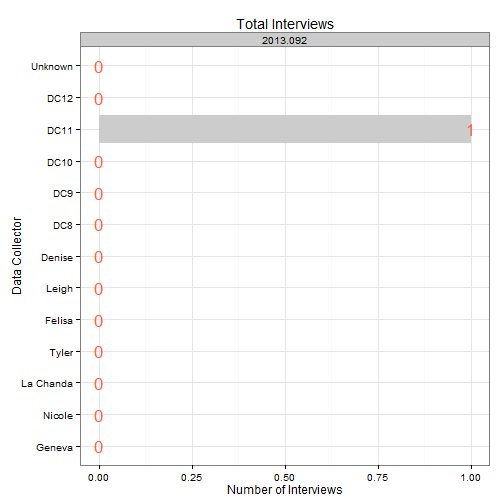 Total Interviews
2013.092
Unknown 0
DC12 0
DC11 1
DC10 0
DC9 0
DC8 0
Denise 0
Leigh 0
Felisa 0
Tyler 0
La Chanda 0
Nicole 0
Geneva 0
Data Collector
0.00 0.25 0.50 0.75 1.00
Number of Interviews